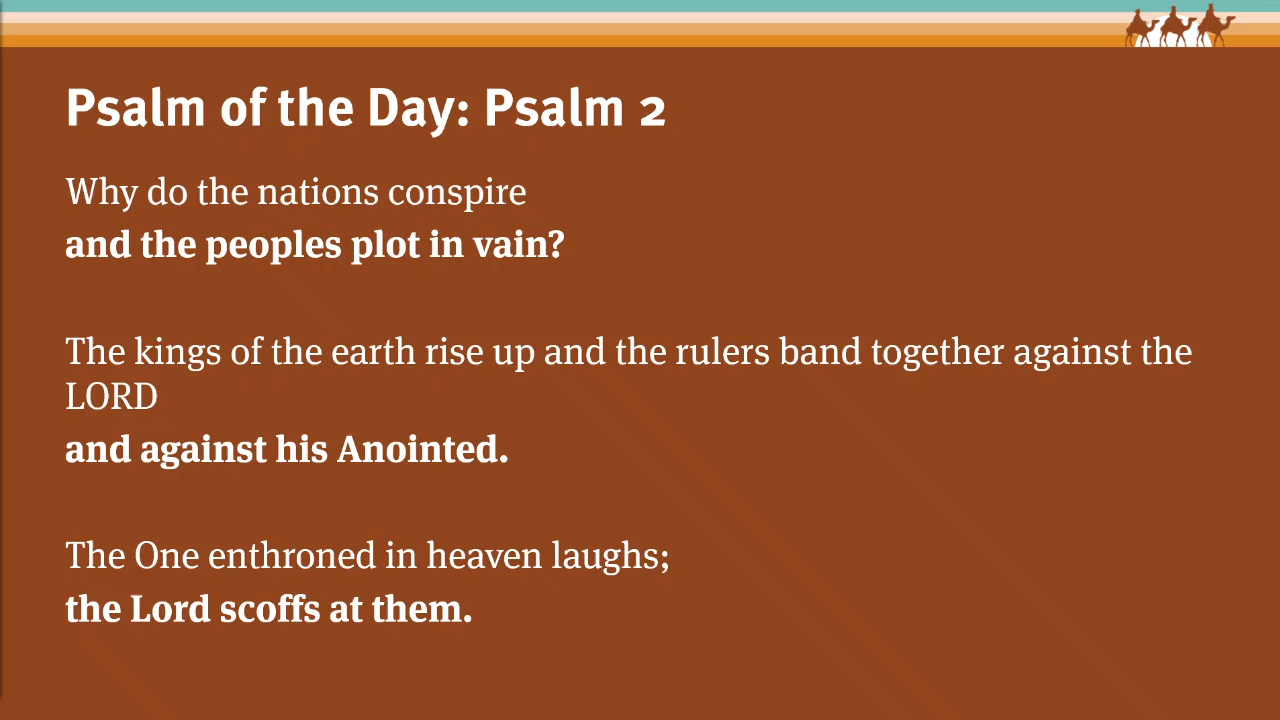 Psalm of the Day: Psalm 2
Why do the nations conspire
and the peoples plot in vain?
The kings of the earth rise up and the rulers band together against the
LORD
and against his Anointed.
The One enthroned in heaven laughs;
the Lord scoffs at them.